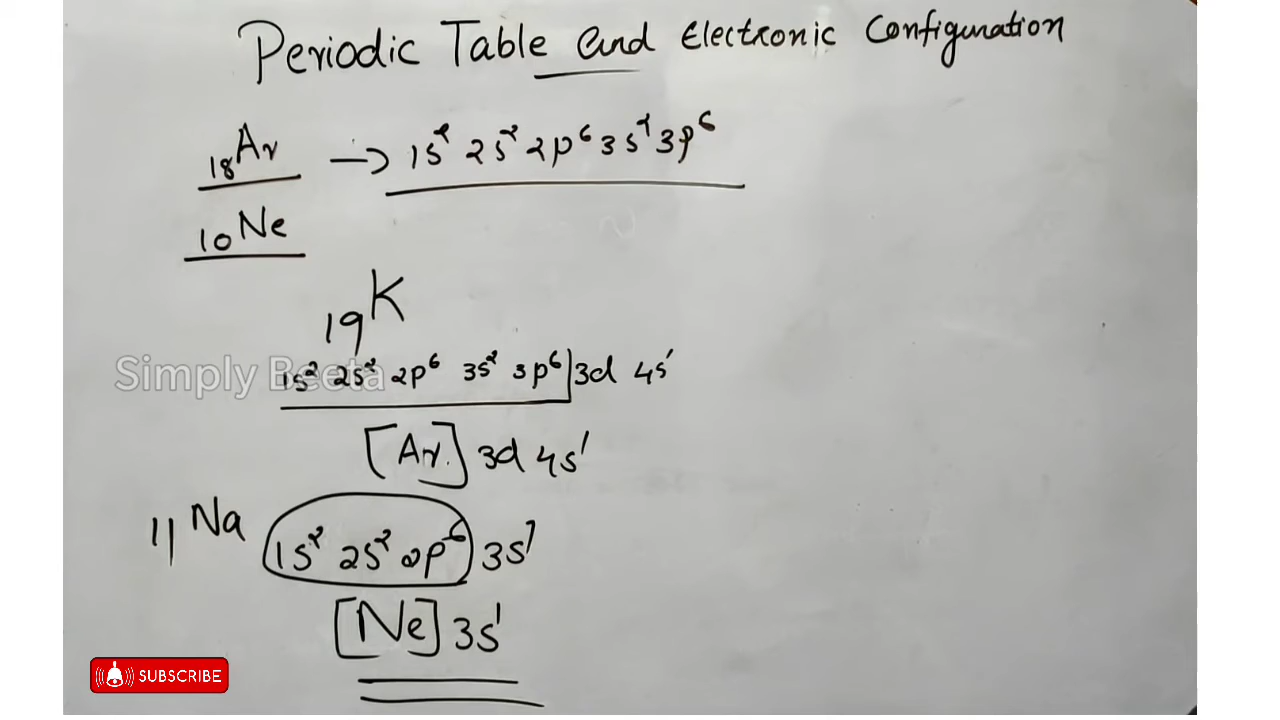 Periodic Table and Electronic Configuration
₁₈Ar → 1s² 2s² 2p⁶ 3s² 3p⁶
₁₀Ne
₁₉K
Simply Beeta
1s² 2s² 2p⁶ 3s² 3p⁶ 3d 4s¹
[Ar] 3d 4s¹
₁₁Na 1s² 2s² 2p⁶ 3s¹
[Ne] 3s¹
SUBSCRIBE